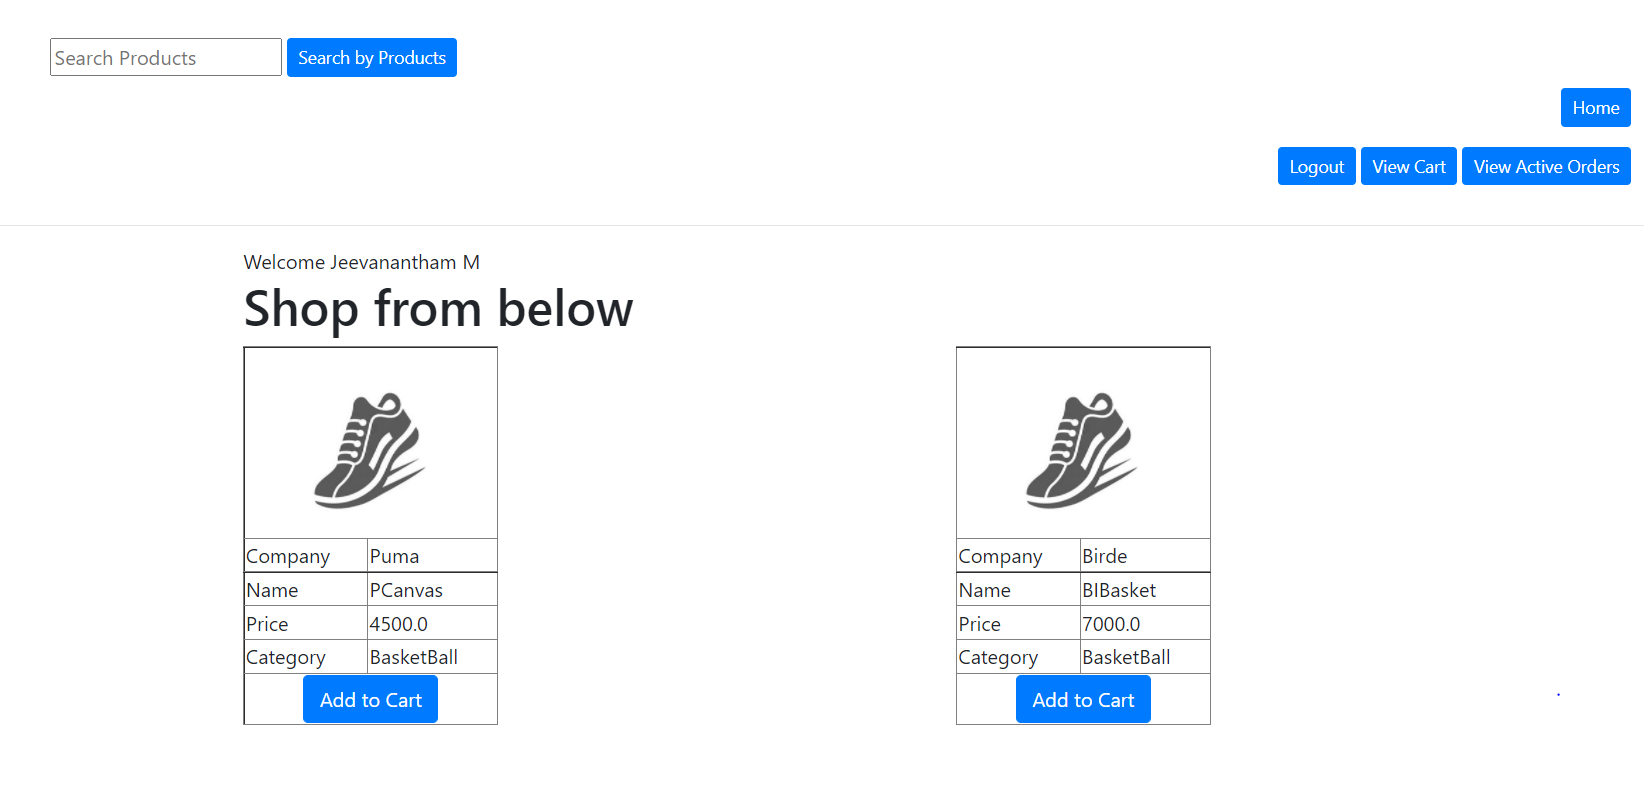 Search Products Search by Products
Home
Logout View Cart View Active Orders
Welcome Jeevanantham M
Shop from below
Company Puma
Name PCanvas
Price 4500.0
Category BasketBall
Add to Cart
Company Birde
Name BIBasket
Price 7000.0
Category BasketBall
Add to Cart